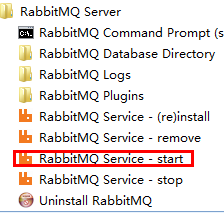 RabbitMQ Server
RabbitMQ Command Prompt (s
RabbitMQ Database Directory
RabbitMQ Logs
RabbitMQ Plugins
RabbitMQ Service - (re)install
RabbitMQ Service - remove
RabbitMQ Service - start
RabbitMQ Service - stop
Uninstall RabbitMQ